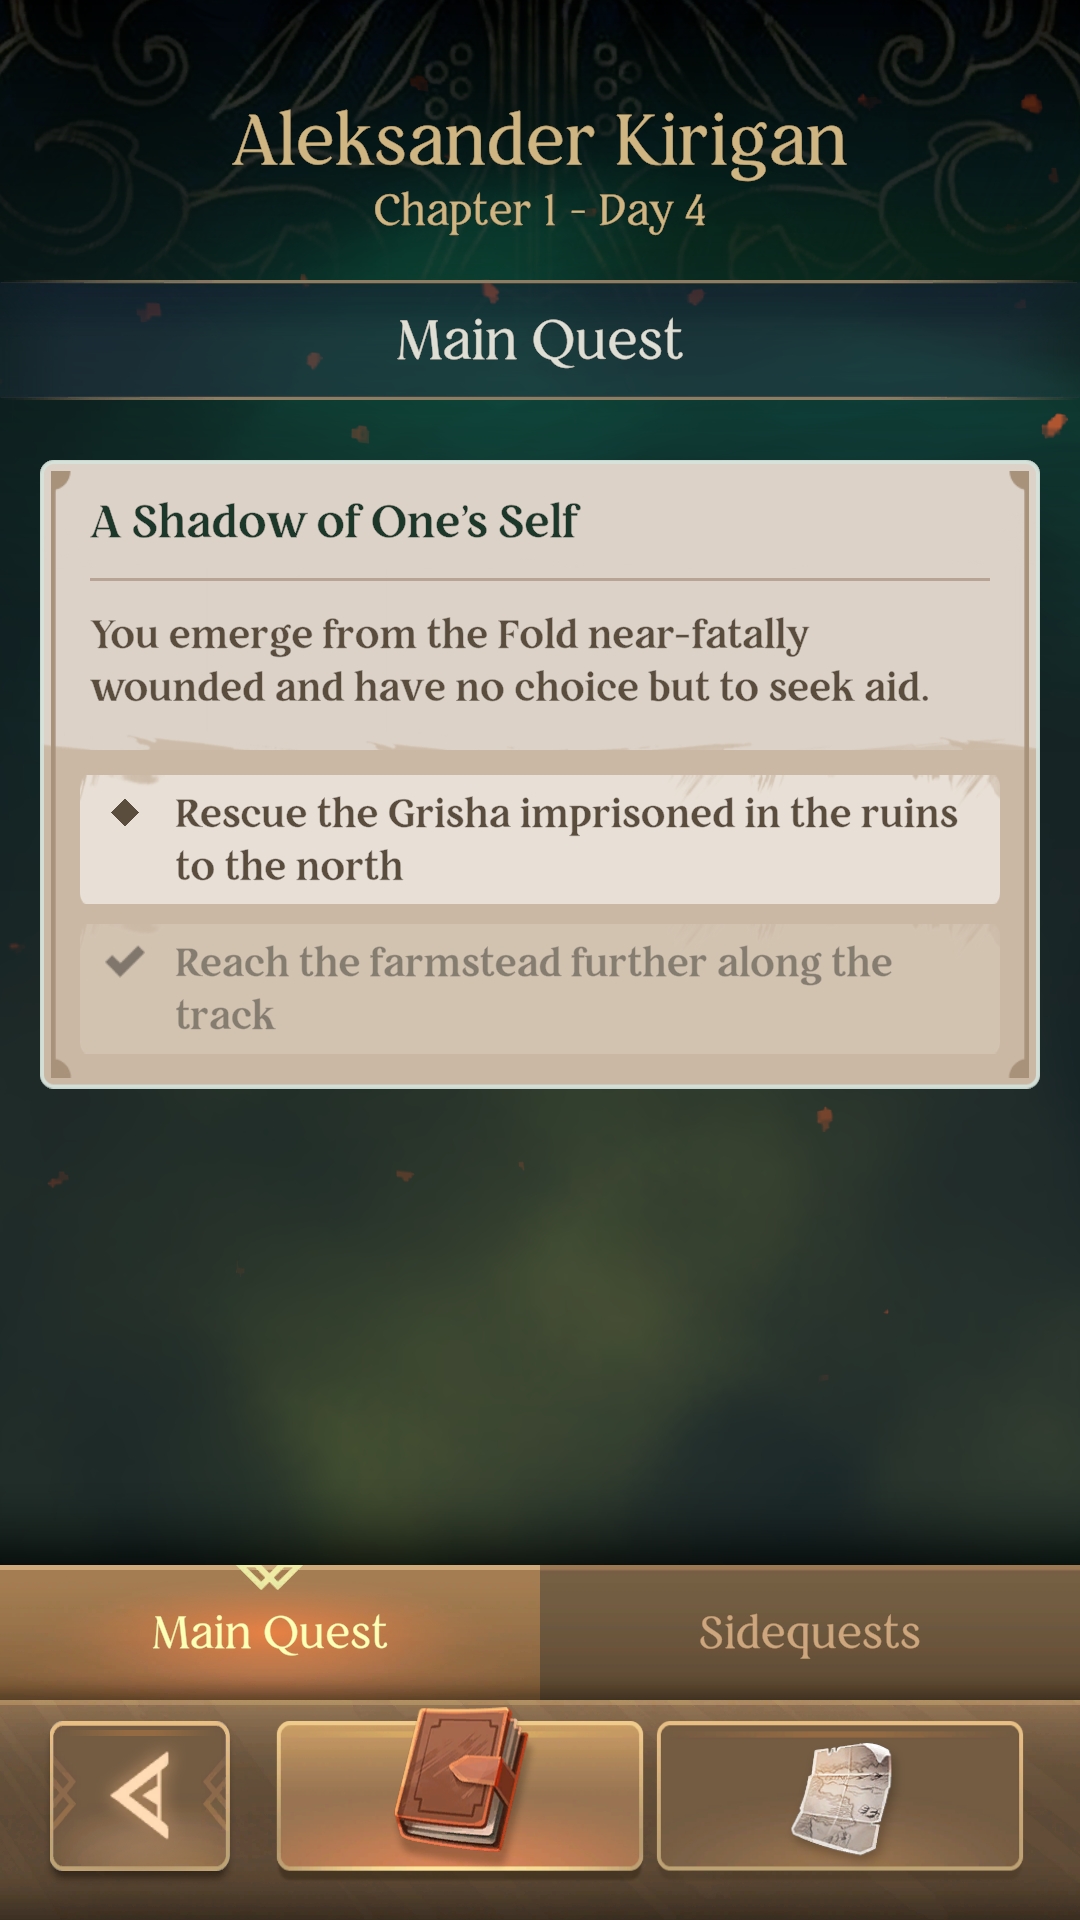 Aleksander Kirigan
Chapter 1 - Day 4
Main Quest
A Shadow of One's Self
You emerge from the Fold near-fatally
wounded and have no choice but to seek aid.
Rescue the Grisha imprisoned in the ruins
to the north
Reach the farmstead further along the
track
Main Quest
Sidequests